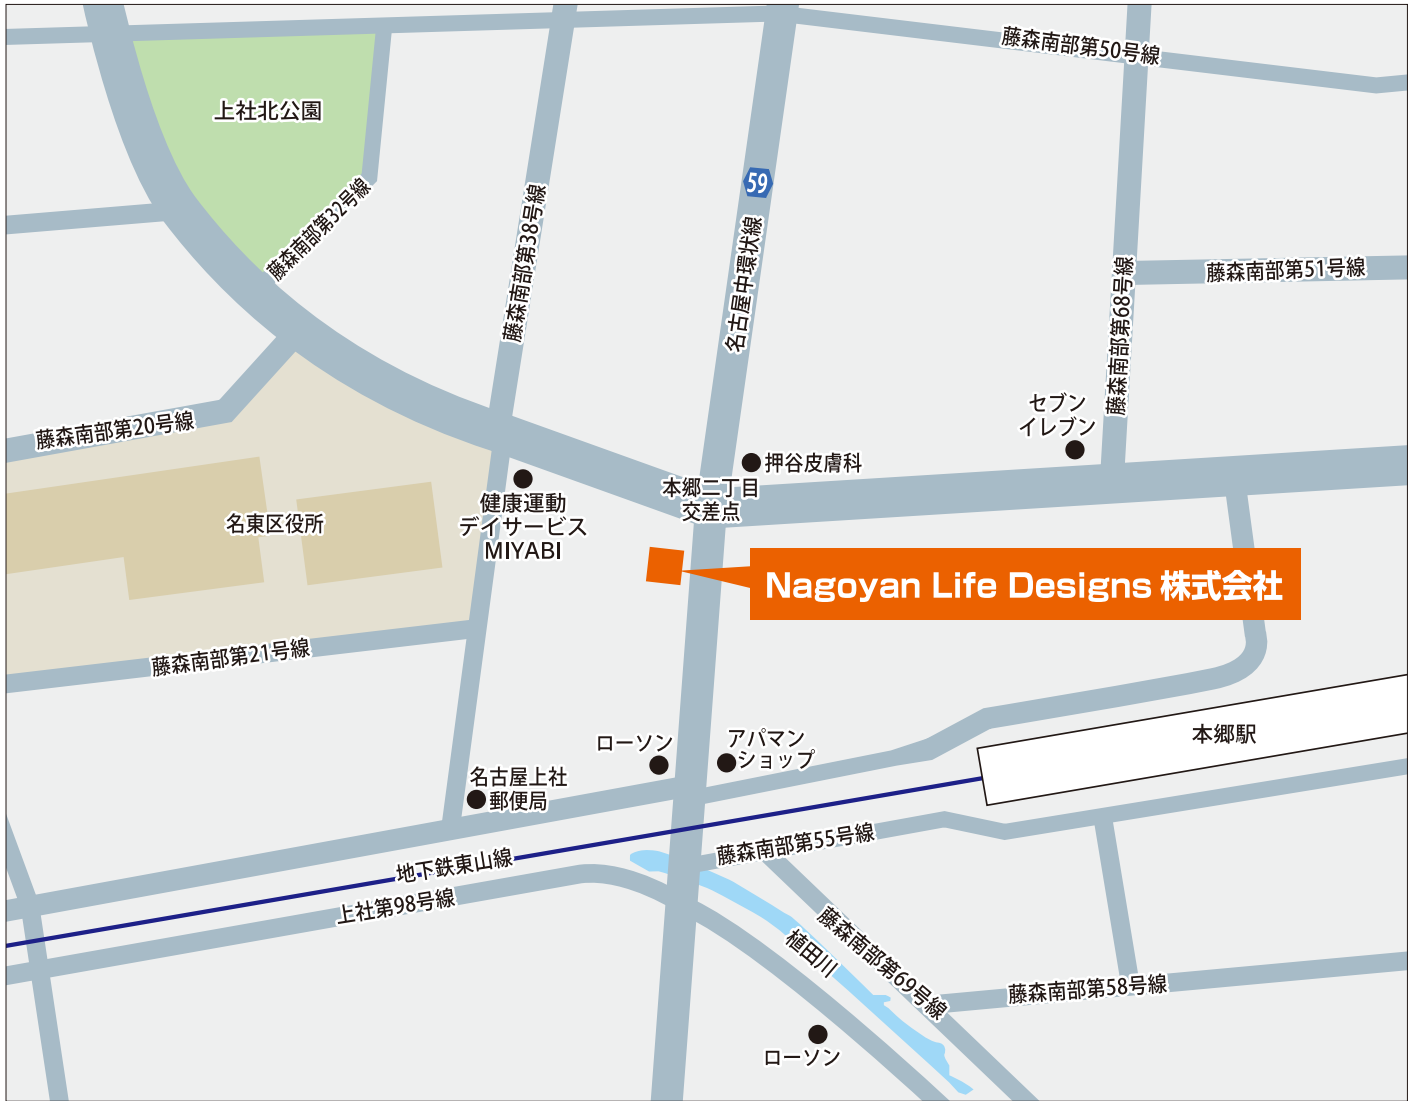 藤森南部第50号線
上社北公園
59
藤森南部第32号線
藤森南部第38号線
名古屋中環状線
藤森南部第68号線
藤森南部第51号線
藤森南部第20号線
セブン
イレブン
押谷皮膚科
本郷二丁目
交差点
健康運動
デイサービス
MIYABI
名東区役所
Nagoyan Life Designs 株式会社
藤森南部第21号線
ローソン
アパマン
ショップ
本郷駅
名古屋上社
郵便局
藤森南部第55号線
地下鉄東山線
上社第98号線
植田川
藤森南部第69号線
藤森南部第58号線
ローソン